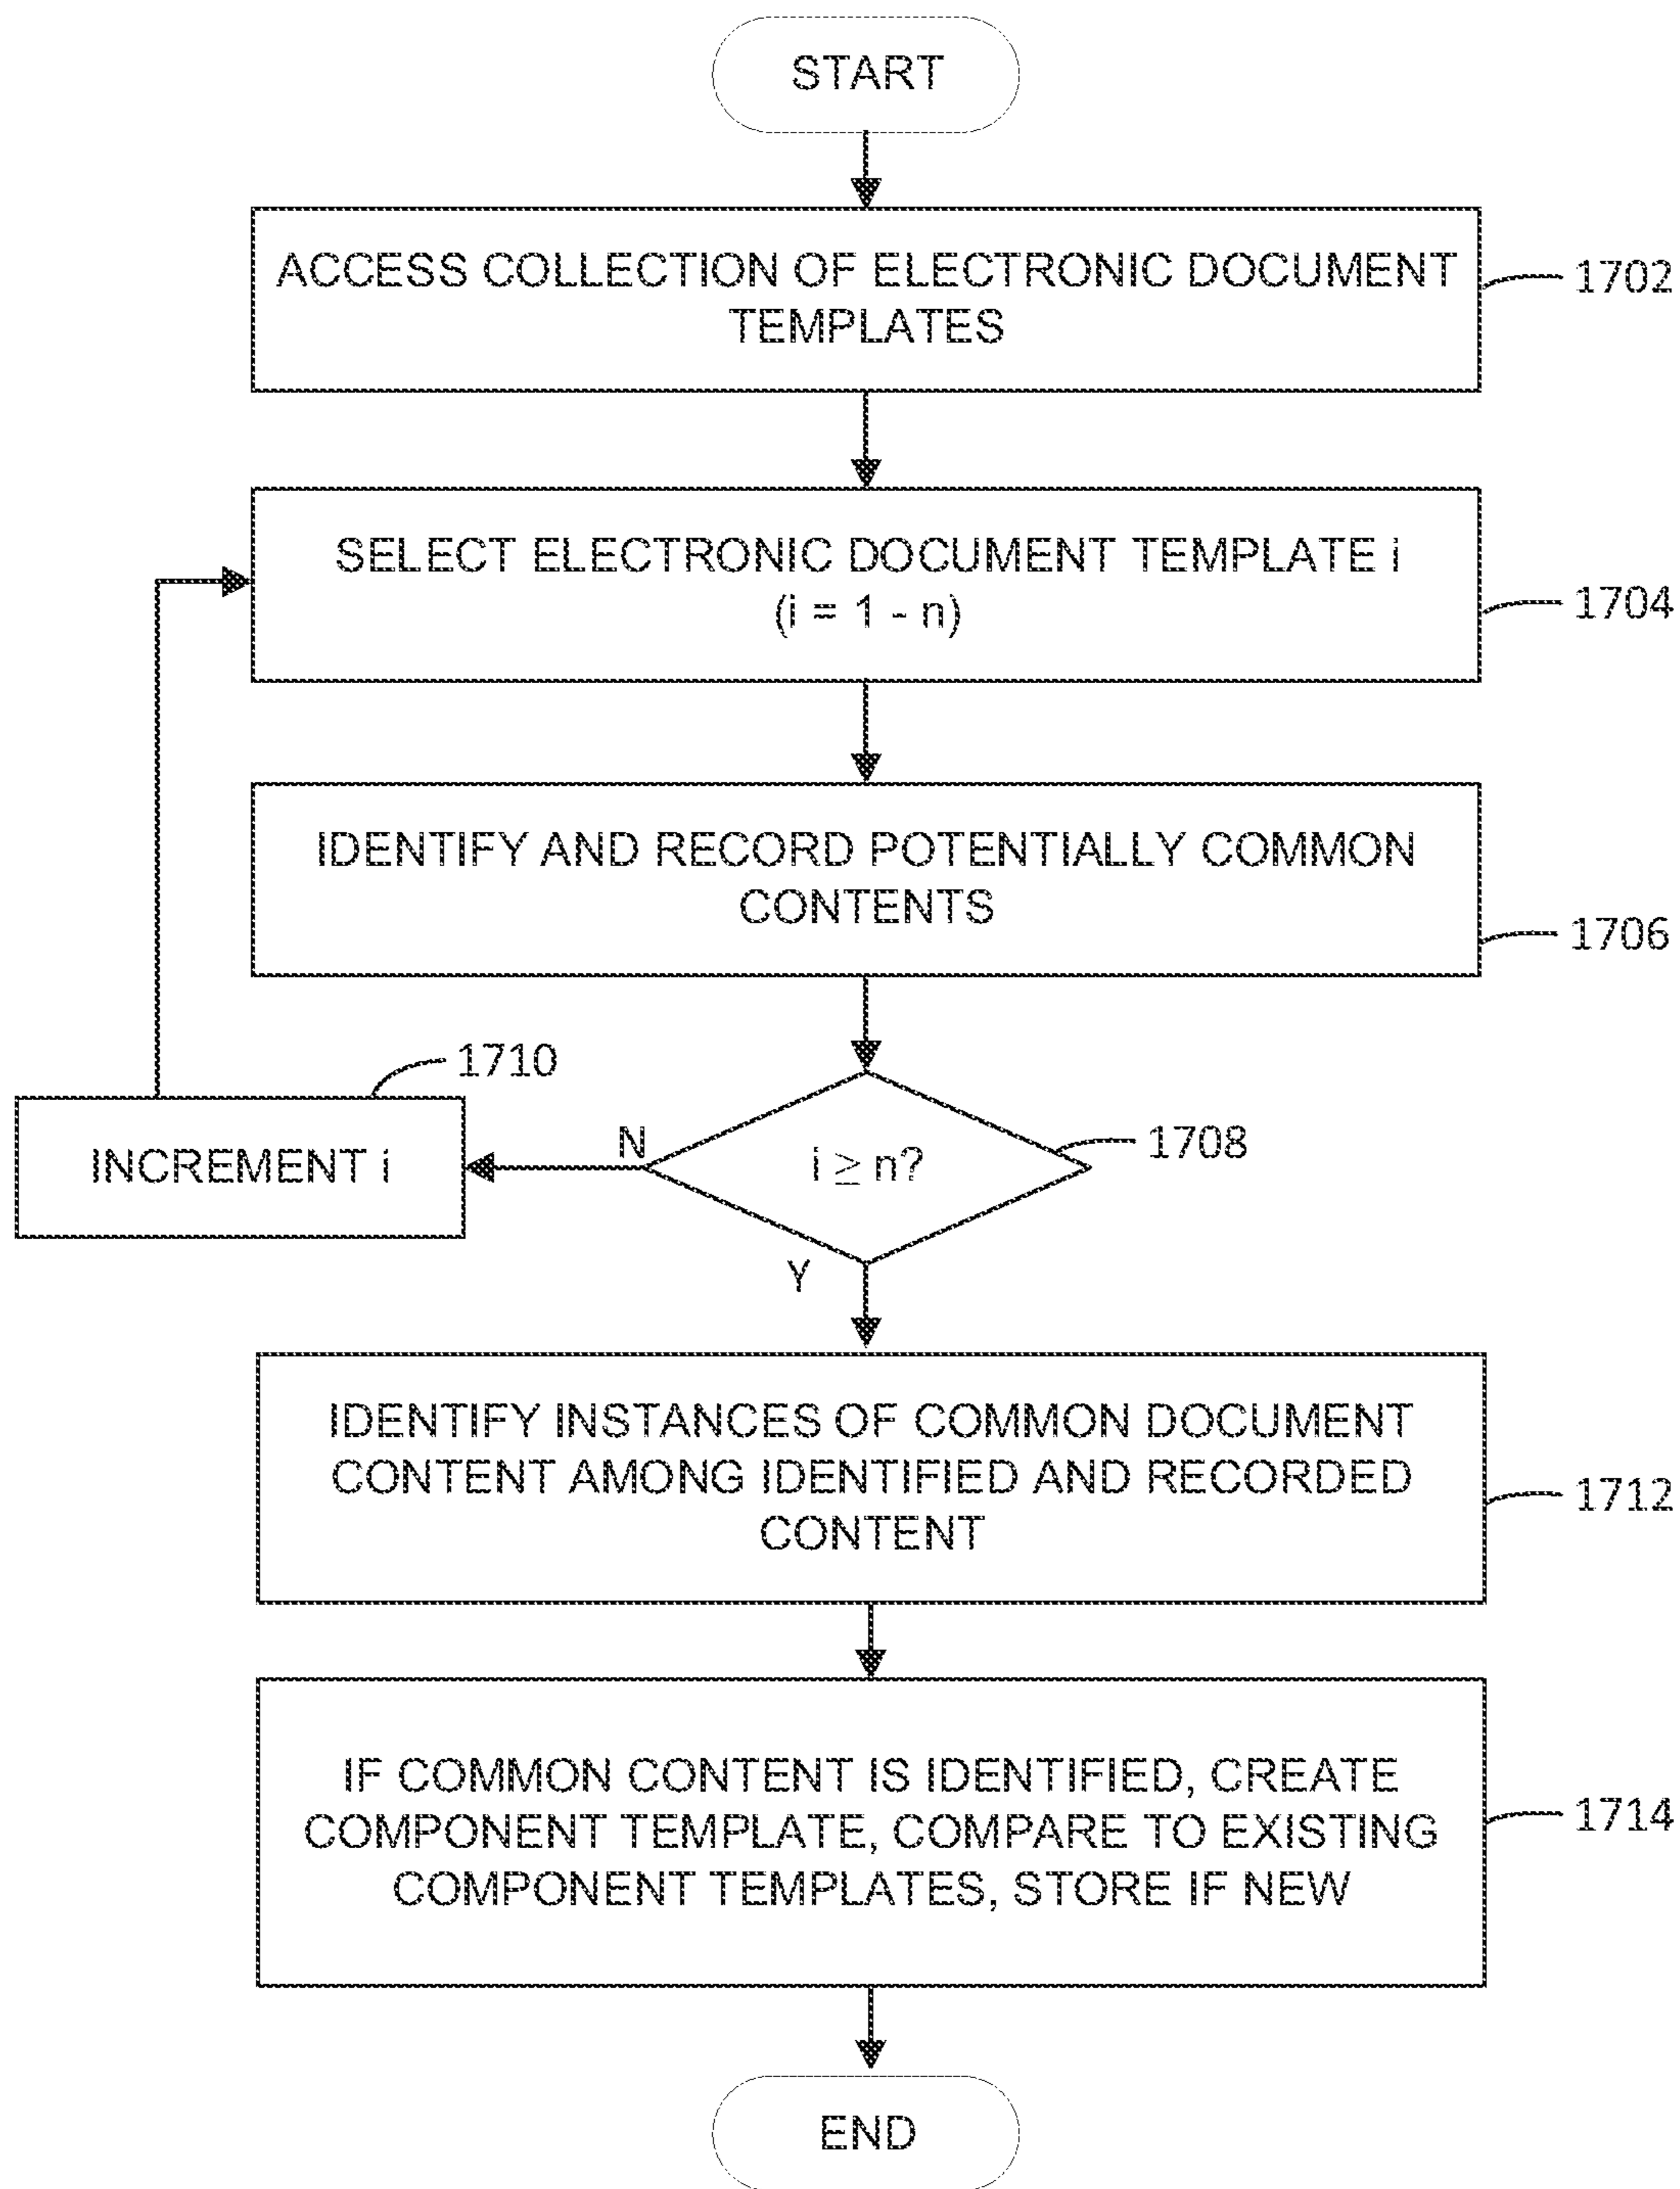 START
ACCESS COLLECTION OF ELECTRONIC DOCUMENT
TEMPLATES
1702
SELECT ELECTRONIC DOCUMENT TEMPLATE i
(i = 1 - n)
1704
IDENTIFY AND RECORD POTENTIALLY COMMON
CONTENTS
1706
1710
INCREMENT i
N
i ≥ n?
1708
Y
IDENTIFY INSTANCES OF COMMON DOCUMENT
CONTENT AMONG IDENTIFIED AND RECORDED
CONTENT
1712
IF COMMON CONTENT IS IDENTIFIED, CREATE
COMPONENT TEMPLATE, COMPARE TO EXISTING
COMPONENT TEMPLATES, STORE IF NEW
1714
END